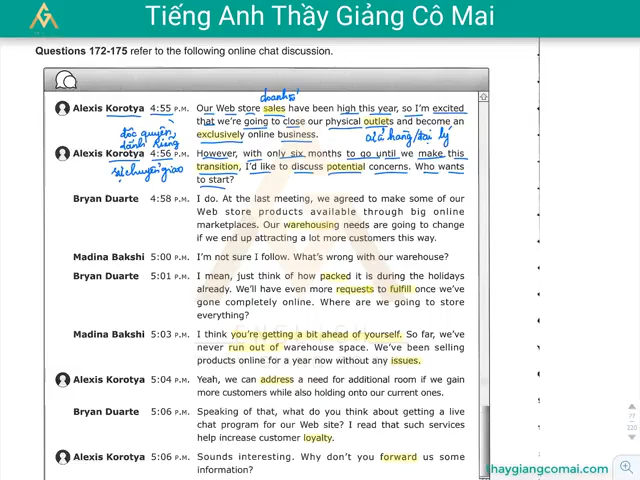 Tiếng Anh Thầy Giảng Cô Mai
Questions 172-175 refer to the following online chat discussion.
doanh số
Alexis Korotya 4:55 P.M. Our Web store sales have been high this year, so I'm excited
that we're going to close our physical outlets and become an
exclusively online business.
độc quyền,
dành riêng
cửa hàng/đại lý
Alexis Korotya 4:56 P.M. However, with only six months to go until we make this
transition, I'd like to discuss potential concerns. Who wants
to start?
sự chuyển giao
Bryan Duarte 4:58 P.M. I do. At the last meeting, we agreed to make some of our
Web store products available through big online
marketplaces. Our warehousing needs are going to change
if we end up attracting a lot more customers this way.
Madina Bakshi 5:00 P.M. I'm not sure I follow. What's wrong with our warehouse?
Bryan Duarte 5:01 P.M. I mean, just think of how packed it is during the holidays
already. We'll have even more requests to fulfill once we've
gone completely online. Where are we going to store
everything?
Madina Bakshi 5:03 P.M. I think you're getting a bit ahead of yourself. So far, we've
never run out of warehouse space. We've been selling
products online for a year now without any issues.
Alexis Korotya 5:04 P.M. Yeah, we can address a need for additional room if we gain
more customers while also holding onto our current ones.
Bryan Duarte 5:06 P.M. Speaking of that, what do you think about getting a live
chat program for our Web site? I read that such services
help increase customer loyalty.
Alexis Korotya 5:06 P.M. Sounds interesting. Why don't you forward us some
information?
77
220
thaygiangcomai.com